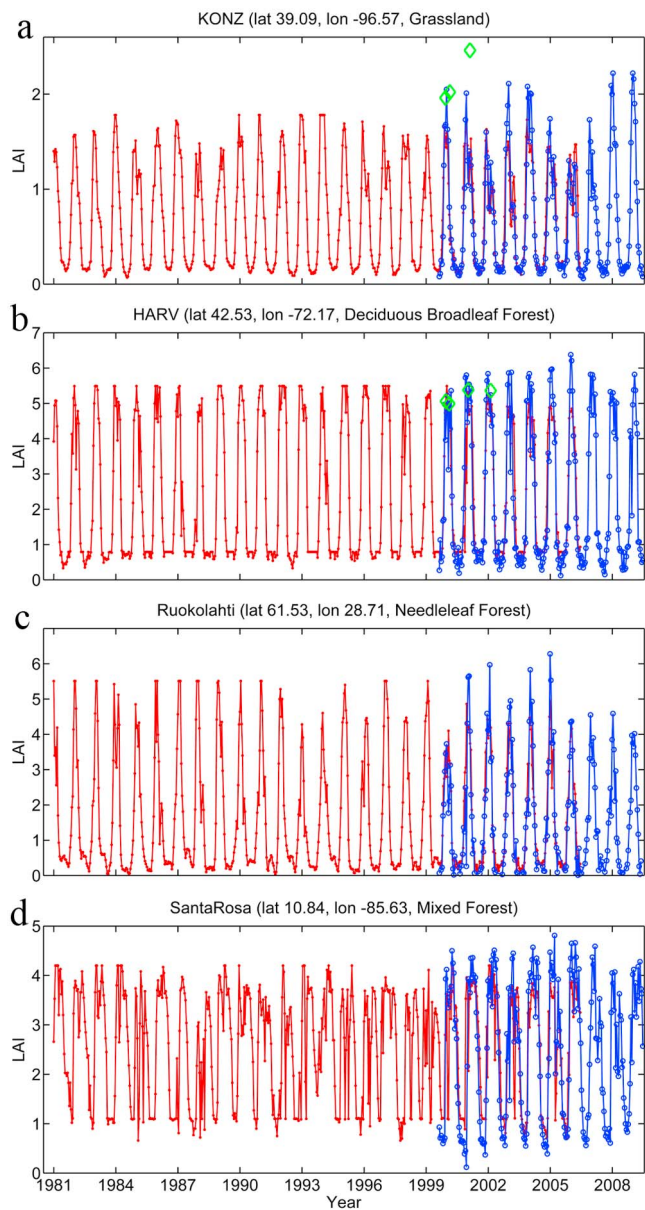 a
KONZ (lat 39.09, lon -96.57, Grassland)
2
1
0
LAI
b
HARV (lat 42.53, lon -72.17, Deciduous Broadleaf Forest)
7
6
5
4
3
2
1
0
LAI
c
Ruokolahti (lat 61.53, lon 28.71, Needleleaf Forest)
6
5
4
3
2
1
0
LAI
d
SantaRosa (lat 10.84, lon -85.63, Mixed Forest)
5
4
3
2
1
0
LAI
1981 1984 1987 1990 1993 1996 1999 2002 2005 2008
Year